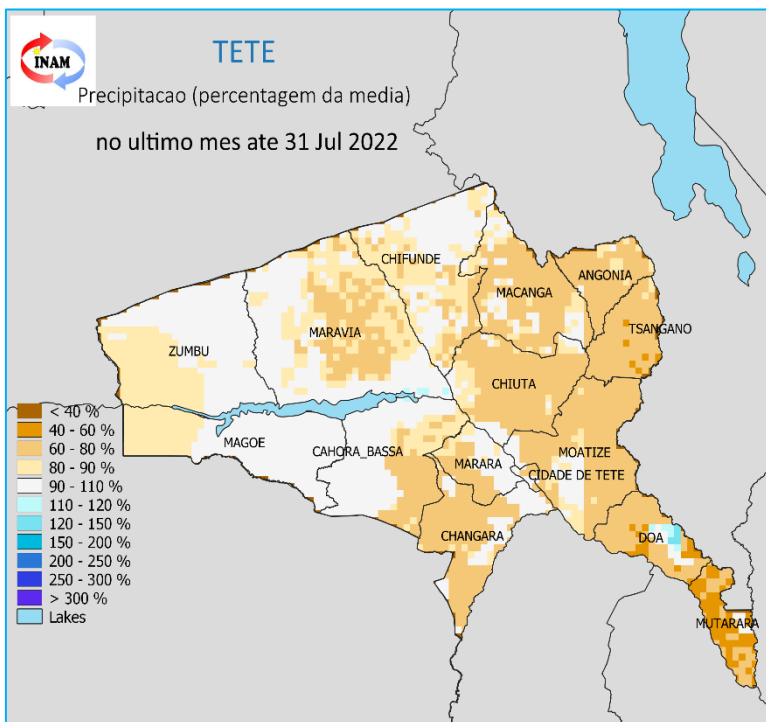 INAM
TETE
Precipitacao (percentagem da media)
no ultimo mes ate 31 Jul 2022
CHIFUNDE
ANGONIA
MACANGA
TSANGANO
MARAVIA
ZUMBU
CHIUTA
MAGOE
CAHORA_BASSA
MOATIZE
MARARA
CIDADE DE TETE
CHANGARA
DOA
MUTARARA
< 40 %
40 - 60 %
60 - 80 %
80 - 90 %
90 - 110 %
110 - 120 %
120 - 150 %
150 - 200 %
200 - 250 %
250 - 300 %
> 300 %
Lakes